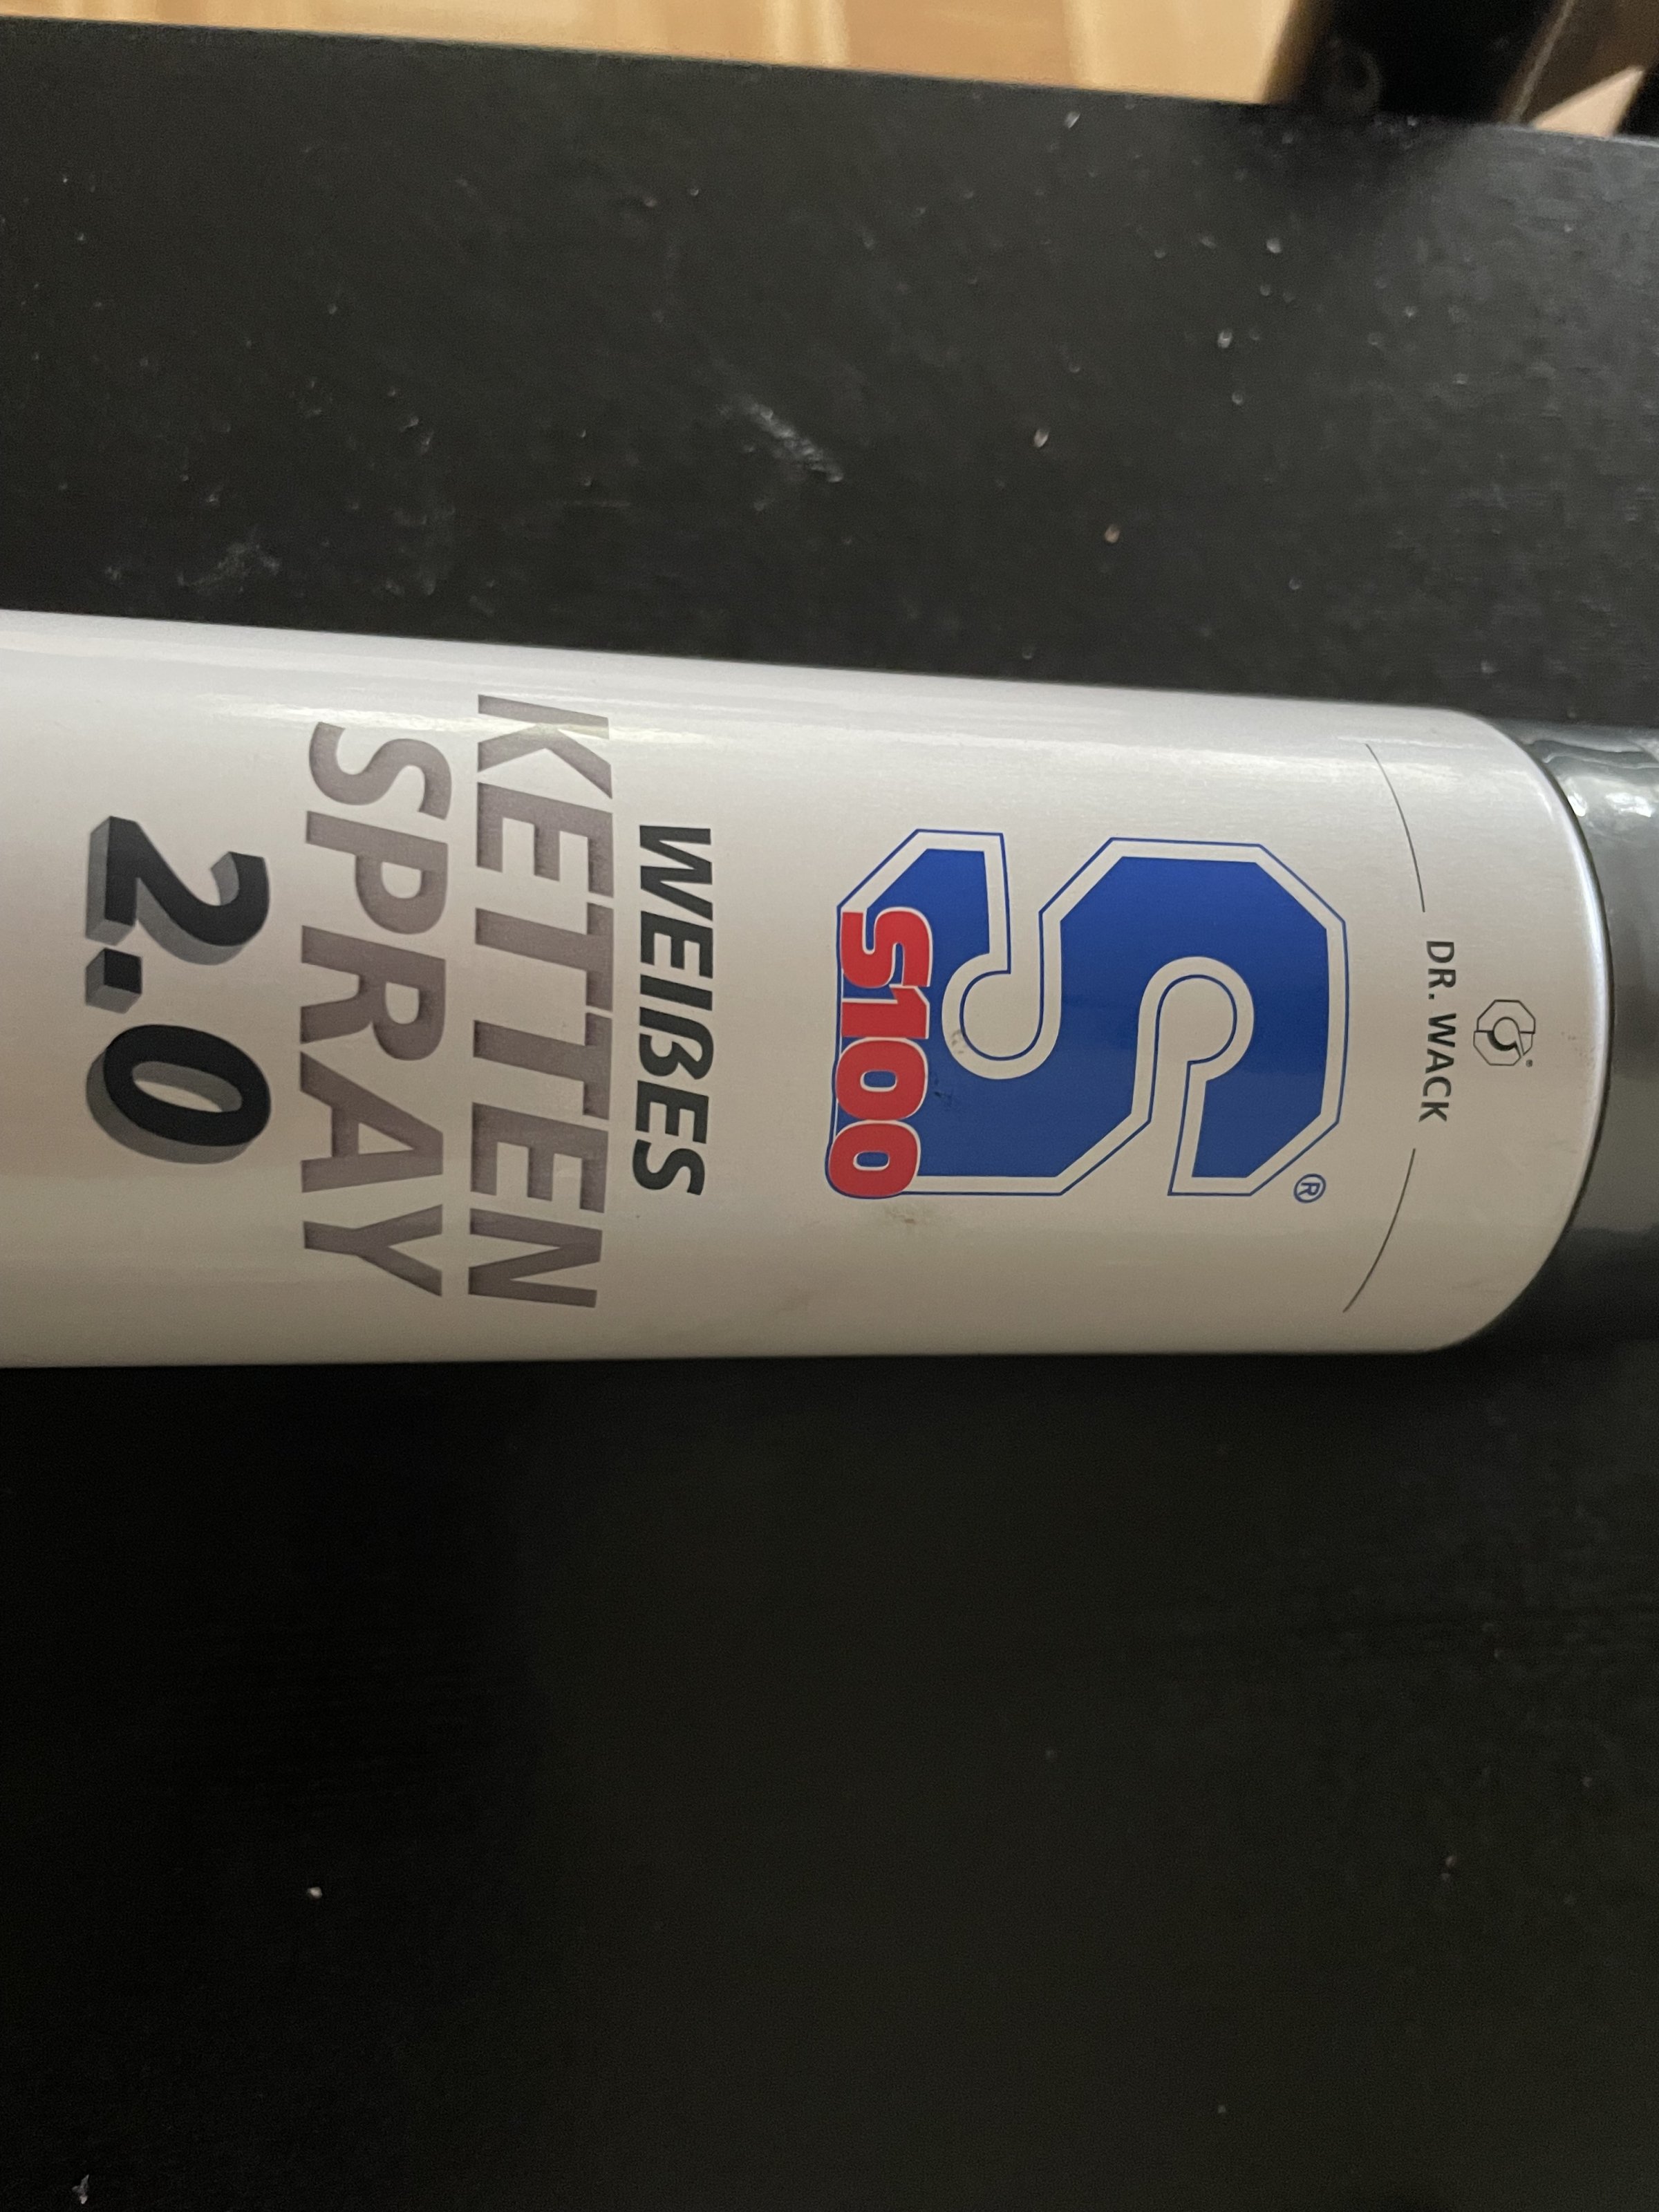 DR. WACK
S100
®
WEIẞES
KETTEN
SPRAY
2.0